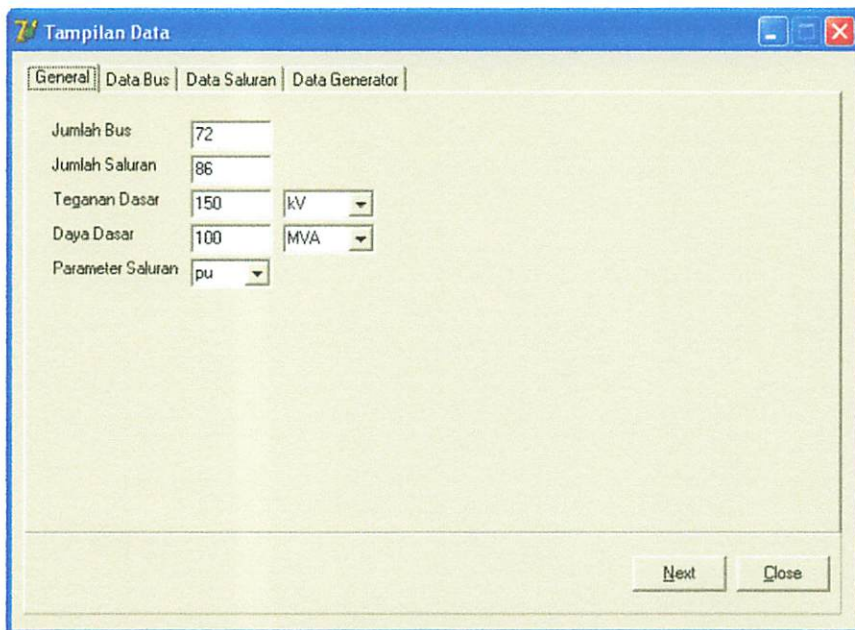 Tampilan Data
General Data Bus Data Saluran Data Generator
Jumlah Bus 72
Jumlah Saluran 86
Teganan Dasar 150 kV
Daya Dasar 100 MVA
Parameter Saluran pu
Next Close